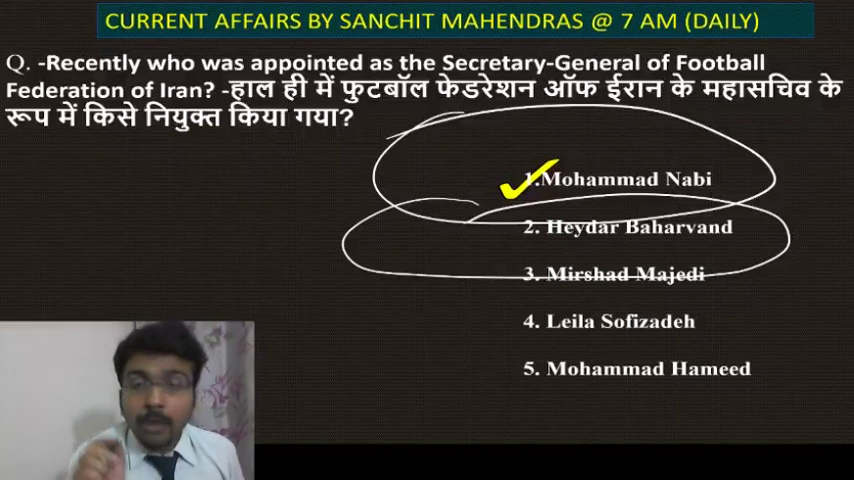 CURRENT AFFAIRS BY SANCHIT MAHENDRAS @ 7 AM (DAILY)
Q. -Recently who was appointed as the Secretary-General of Football
Federation of Iran? -हाल ही में फुटबॉल फेडरेशन ऑफ ईरान के महासचिव के
रूप में किसे नियुक्त किया गया?
1.Mohammad Nabi
2. Heydar Baharvand
3. Mirshad Majedi
4. Leila Sofizadeh
5. Mohammad Hameed